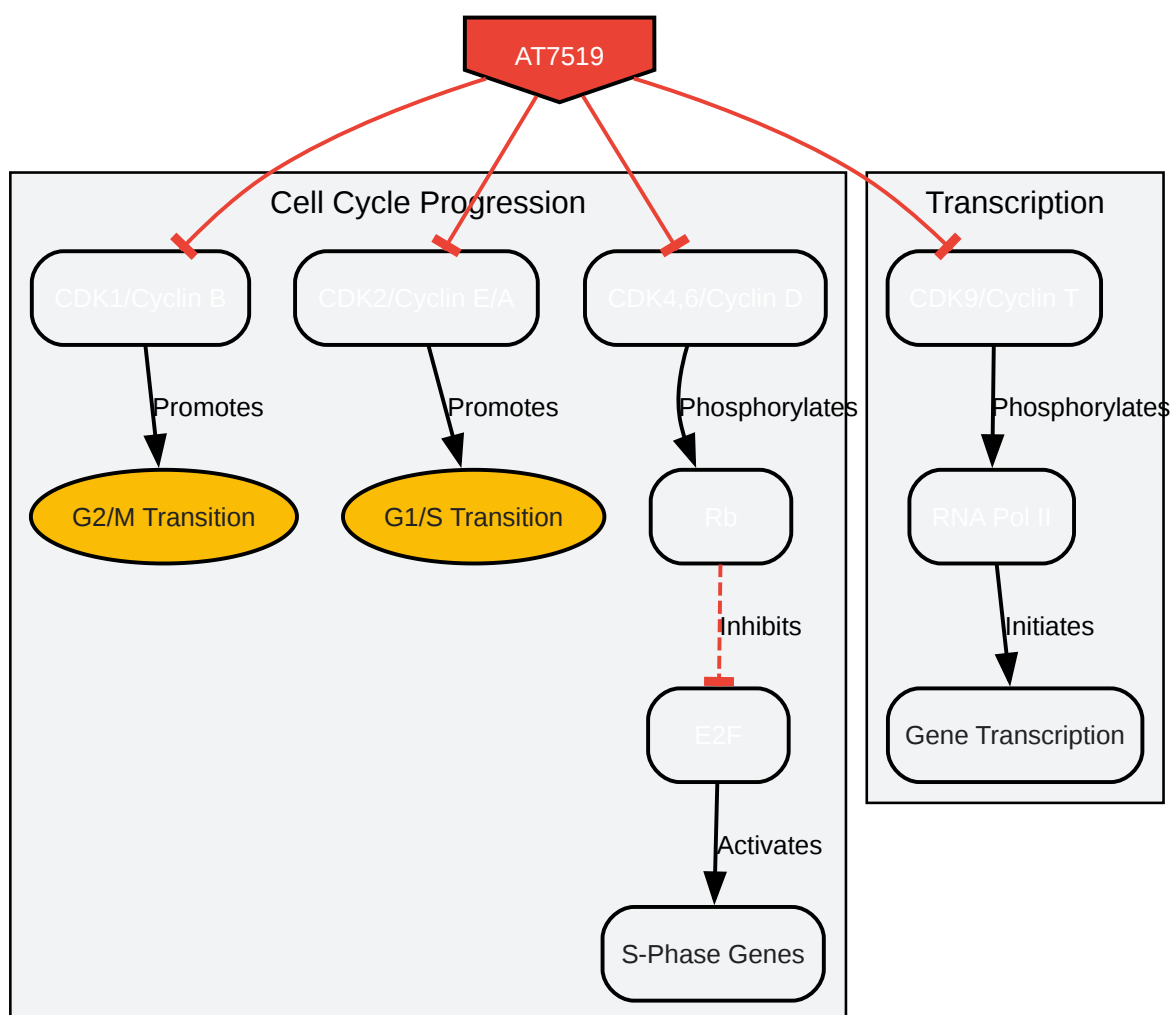 AT7519
Cell Cycle Progression
Transcription
CDK1/Cyclin B
CDK2/Cyclin E/A
CDK4,6/Cyclin D
CDK9/Cyclin T
Promotes
Promotes
Phosphorylates
Phosphorylates
G2/M Transition
G1/S Transition
Rb
RNA Pol II
Inhibits
Initiates
E2F
Gene Transcription
Activates
S-Phase Genes